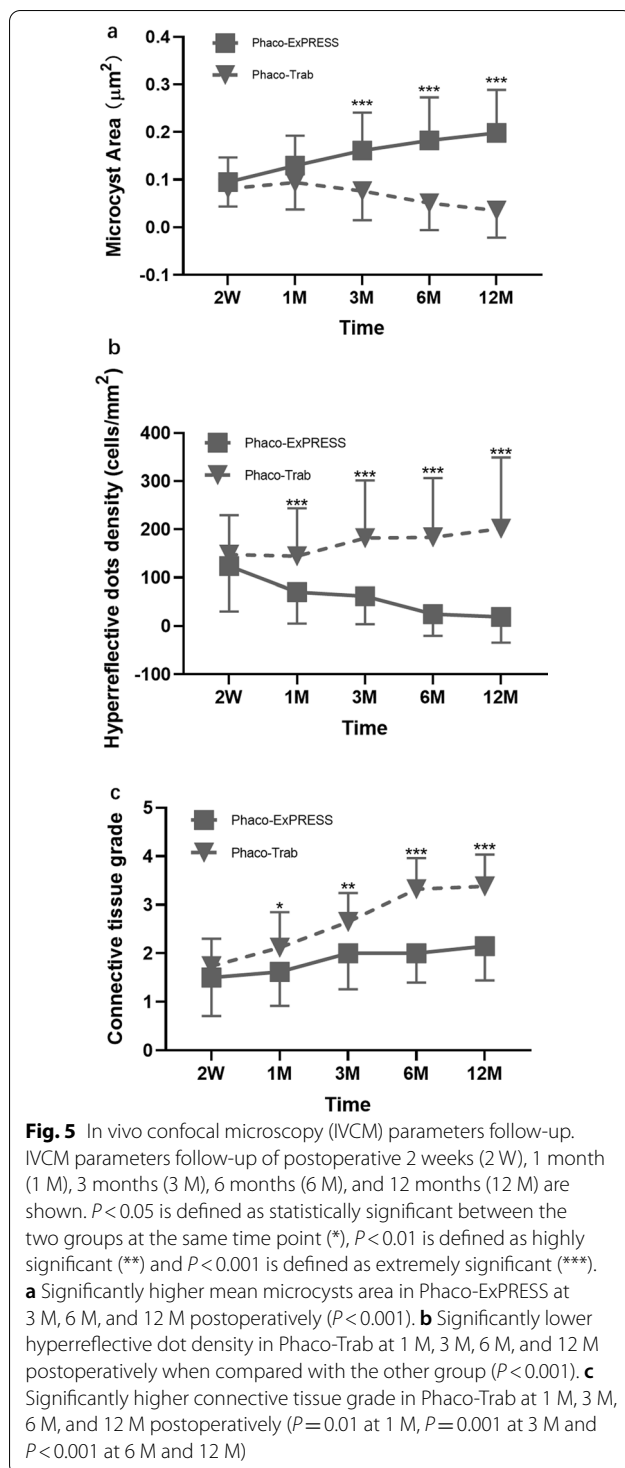 a
Phaco-ExPRESS
Phaco-Trab
Microcyst Area (μm²)
0.4
0.3
0.2
0.1
0.0
-0.1
***
***
***
2W 1M 3M 6M 12M
Time
b
Phaco-ExPRESS
Phaco-Trab
Hyperreflective dots density (cells/mm²)
400
300
200
100
0
-100
***
***
***
***
2W 1M 3M 6M 12M
Time
c
Phaco-ExPRESS
Phaco-Trab
Connective tissue grade
5
4
3
2
1
0
*
**
***
***
2W 1M 3M 6M 12M
Time
Fig. 5 In vivo confocal microscopy (IVCM) parameters follow-up.
IVCM parameters follow-up of postoperative 2 weeks (2 W), 1 month
(1 M), 3 months (3 M), 6 months (6 M), and 12 months (12 M) are
shown. P < 0.05 is defined as statistically significant between the
two groups at the same time point (*), P < 0.01 is defined as highly
significant (**) and P < 0.001 is defined as extremely significant (***).
a Significantly higher mean microcysts area in Phaco-ExPRESS at
3 M, 6 M, and 12 M postoperatively (P < 0.001). b Significantly lower
hyperreflective dot density in Phaco-Trab at 1 M, 3 M, 6 M, and 12 M
postoperatively when compared with the other group (P < 0.001). c
Significantly higher connective tissue grade in Phaco-Trab at 1 M, 3 M,
6 M, and 12 M postoperatively (P = 0.01 at 1 M, P = 0.001 at 3 M and
P < 0.001 at 6 M and 12 M)